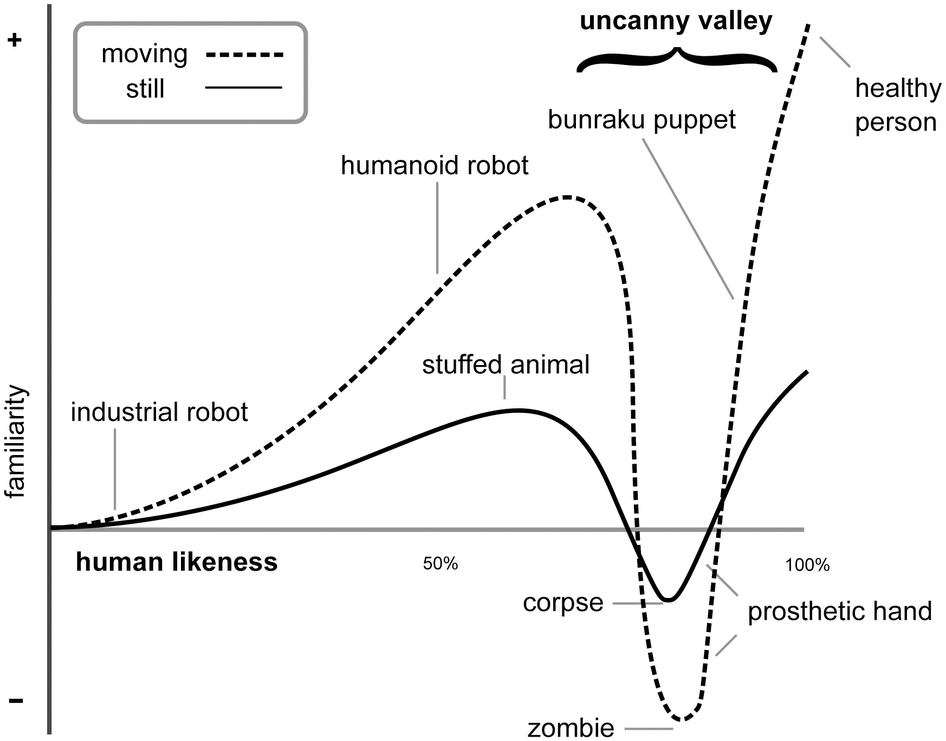 uncanny valley
+
moving
still
healthy
person
bunraku puppet
humanoid robot
stuffed animal
industrial robot
familiarity
human likeness
50%
100%
corpse
prosthetic hand
–
zombie